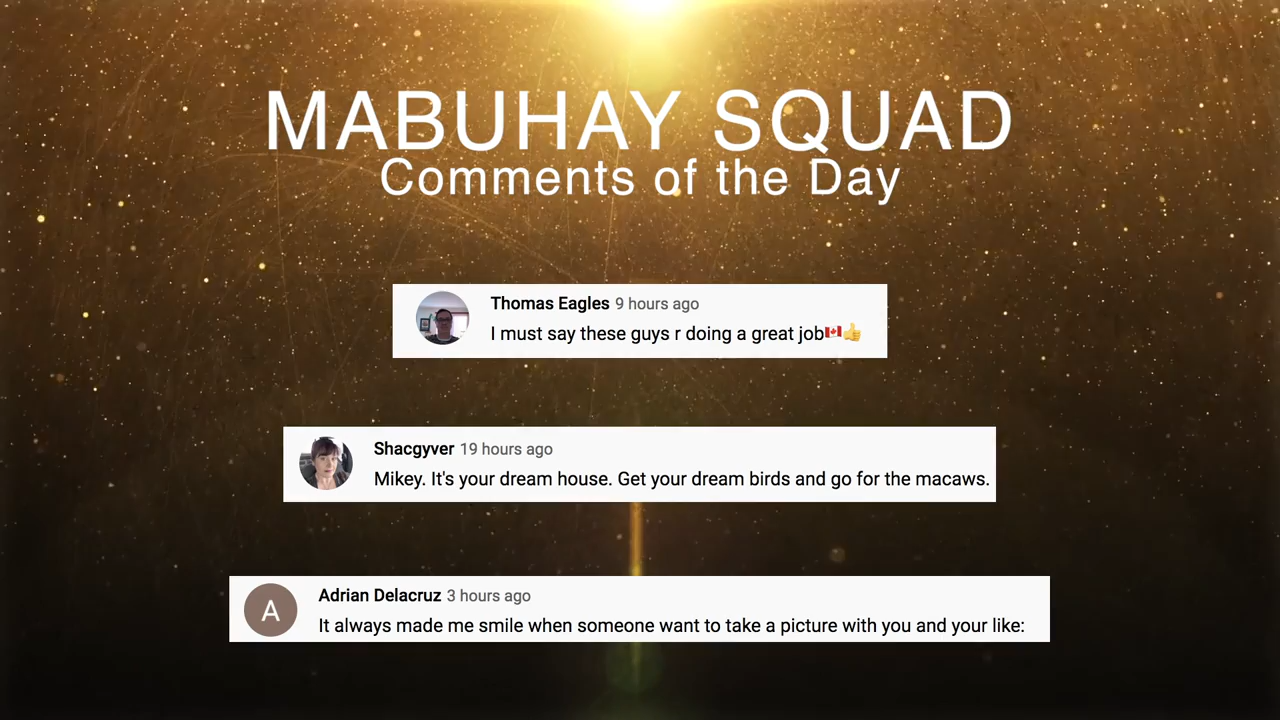 MABUHAY SQUAD
Comments of the Day
Thomas Eagles 9 hours ago
I must say these guys r doing a great job🇨🇦👍
Shacgyver 19 hours ago
Mikey. It's your dream house. Get your dream birds and go for the macaws.
A
Adrian Delacruz 3 hours ago
It always made me smile when someone want to take a picture with you and your like: